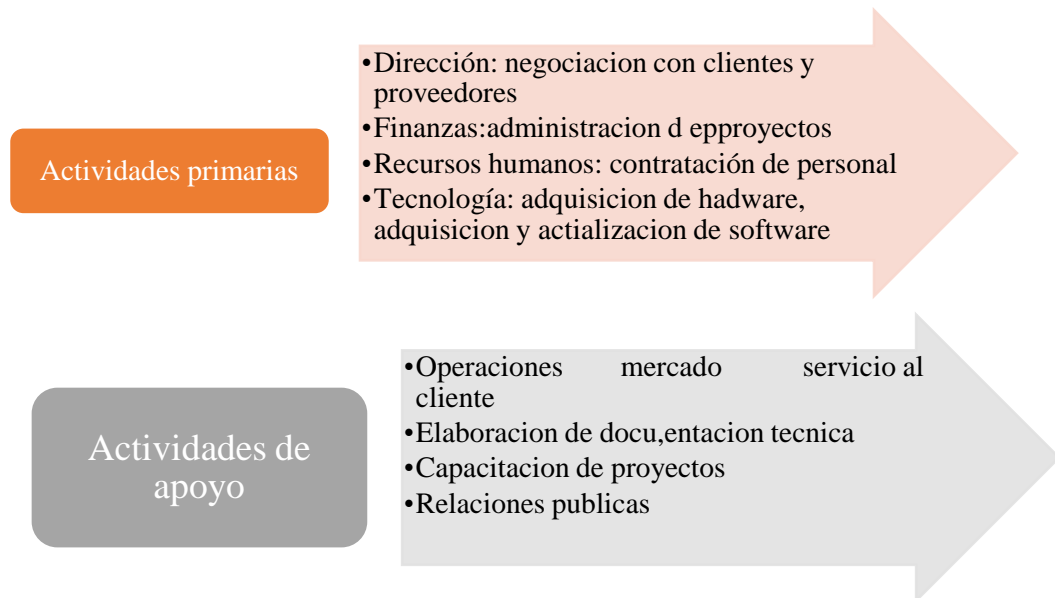 Actividades primarias
•Dirección: negociacion con clientes y
proveedores
•Finanzas:administracion d epproyectos
•Recursos humanos: contratación de personal
•Tecnología: adquisicion de hadware,
adquisicion y actializacion de software
Actividades de
apoyo
•Operaciones mercado servicio al
cliente
•Elaboracion de docu,entacion tecnica
•Capacitacion de proyectos
•Relaciones publicas